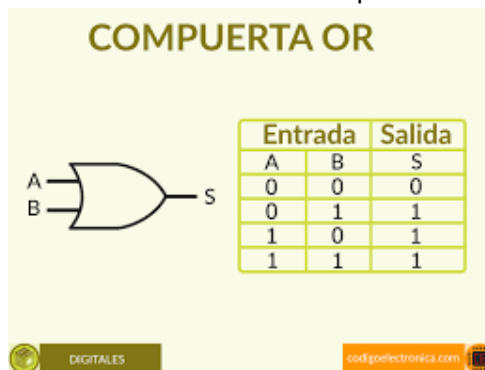 COMPUERTA OR
A
B
S
Entrada Salida
A B S
0 0 0
0 1 1
1 0 1
1 1 1
DIGITALES
codigoelectronica.com